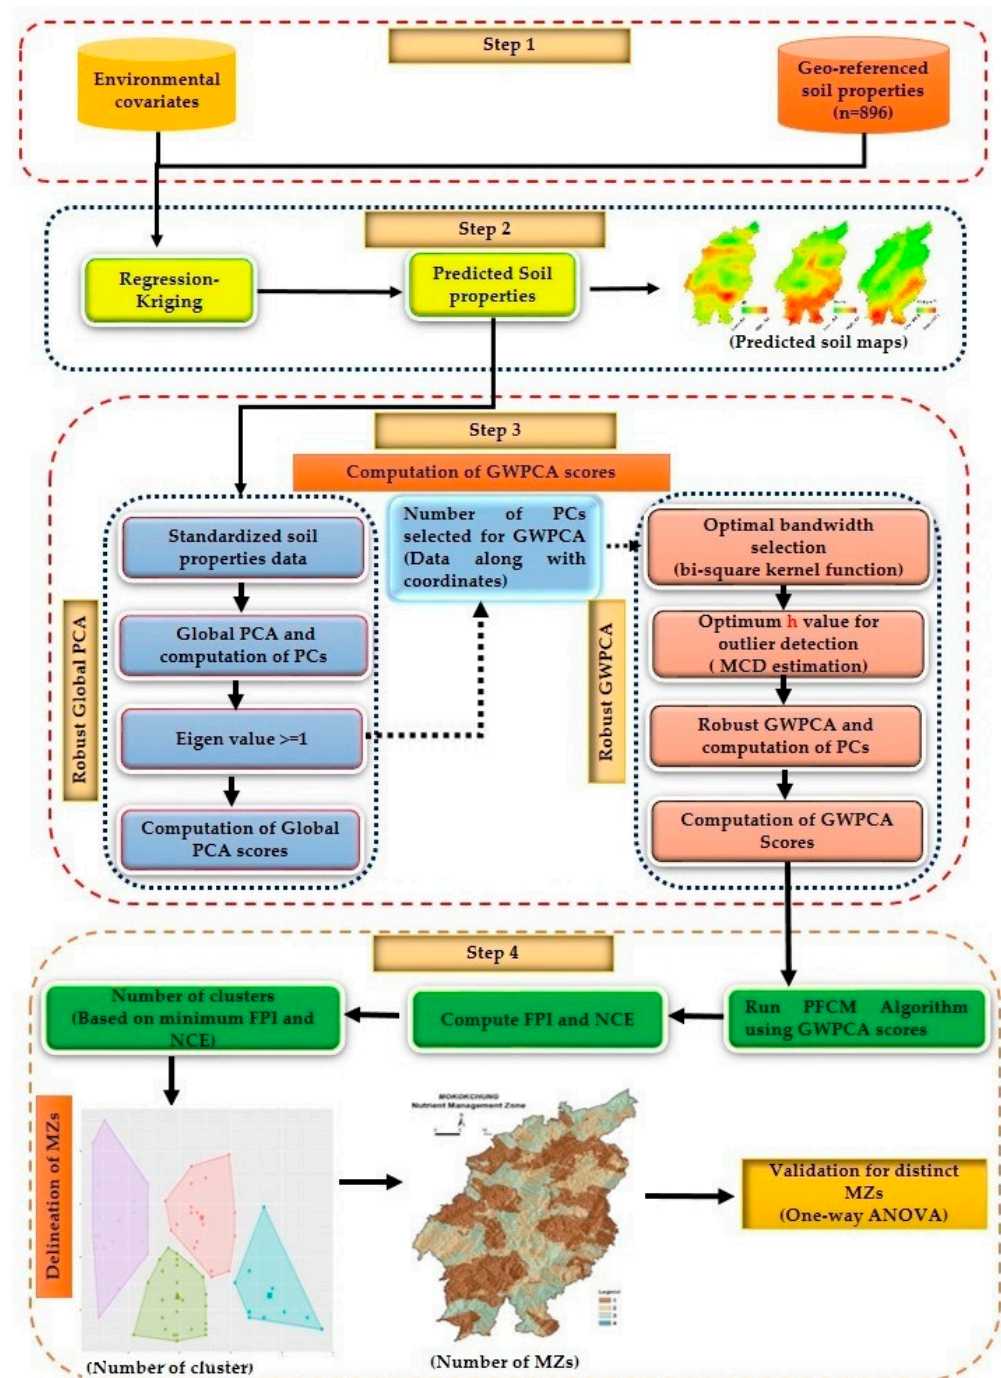 Step 1
Environmental
covariates
Geo-referenced
soil properties
(n=896)
Step 2
Regression-
Kriging
Predicted Soil
properties
(Predicted soil maps)
Step 3
Computation of GWPCA scores
Robust Global PCA
Standardized soil
properties data
Global PCA and
computation of PCs
Eigen value >=1
Computation of Global
PCA scores
Number of PCs
selected for GWPCA
(Data along with
coordinates)
Robust GWPCA
Optimal bandwidth
selection
(bi-square kernel function)
Optimum h value for
outlier detection
( MCD estimation)
Robust GWPCA and
computation of PCs
Computation of GWPCA
Scores
Step 4
Number of clusters
(Based on minimum FPI and
NCE)
Compute FPI and NCE
Run PFCM Algorithm
using GWPCA scores
Delineation of MZs
(Number of cluster)
MOKOKCHUNG
Nutrient Management Zone
Legend
1
2
3
4
(Number of MZs)
Validation for distinct
MZs
(One-way ANOVA)